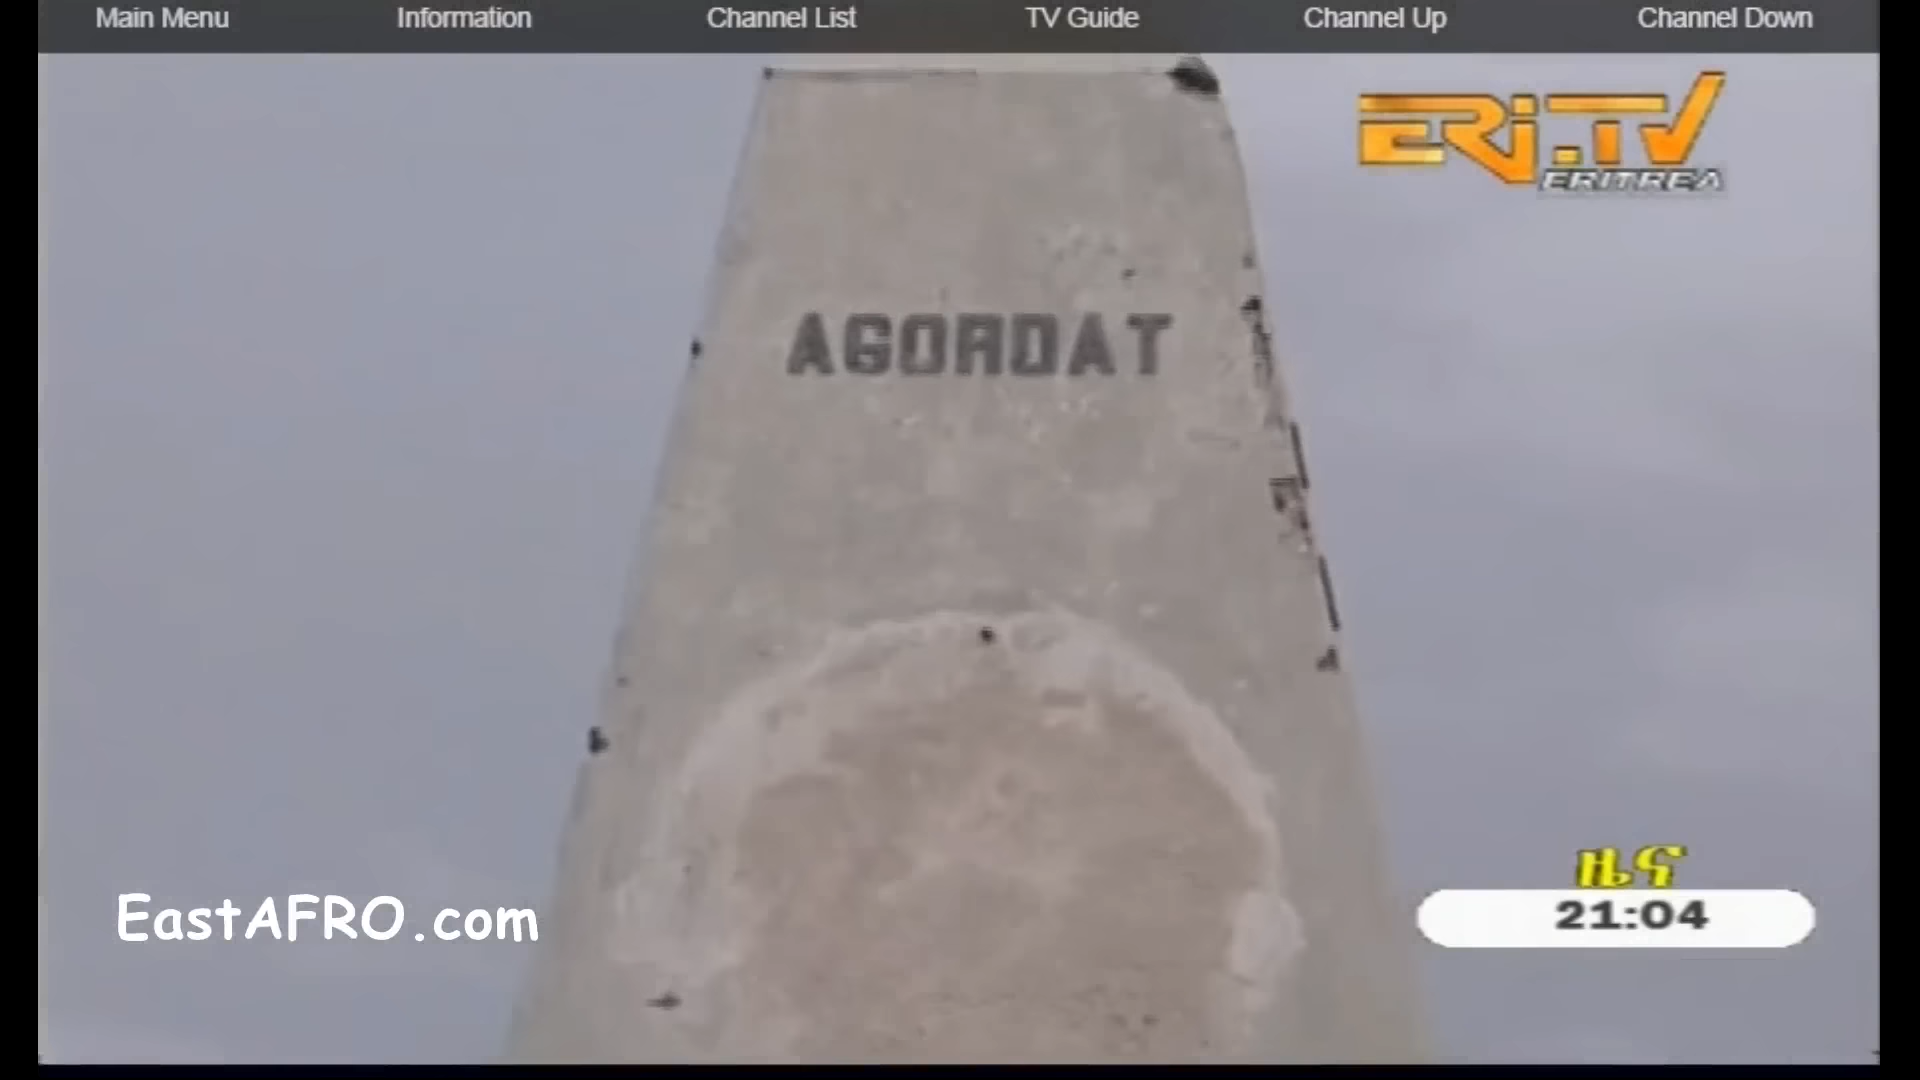 Main Menu Information Channel List TV Guide Channel Up Channel Down
ERi.TV
ERITREA
AGORDAT
ዜና
21:04
EastAFRO.com